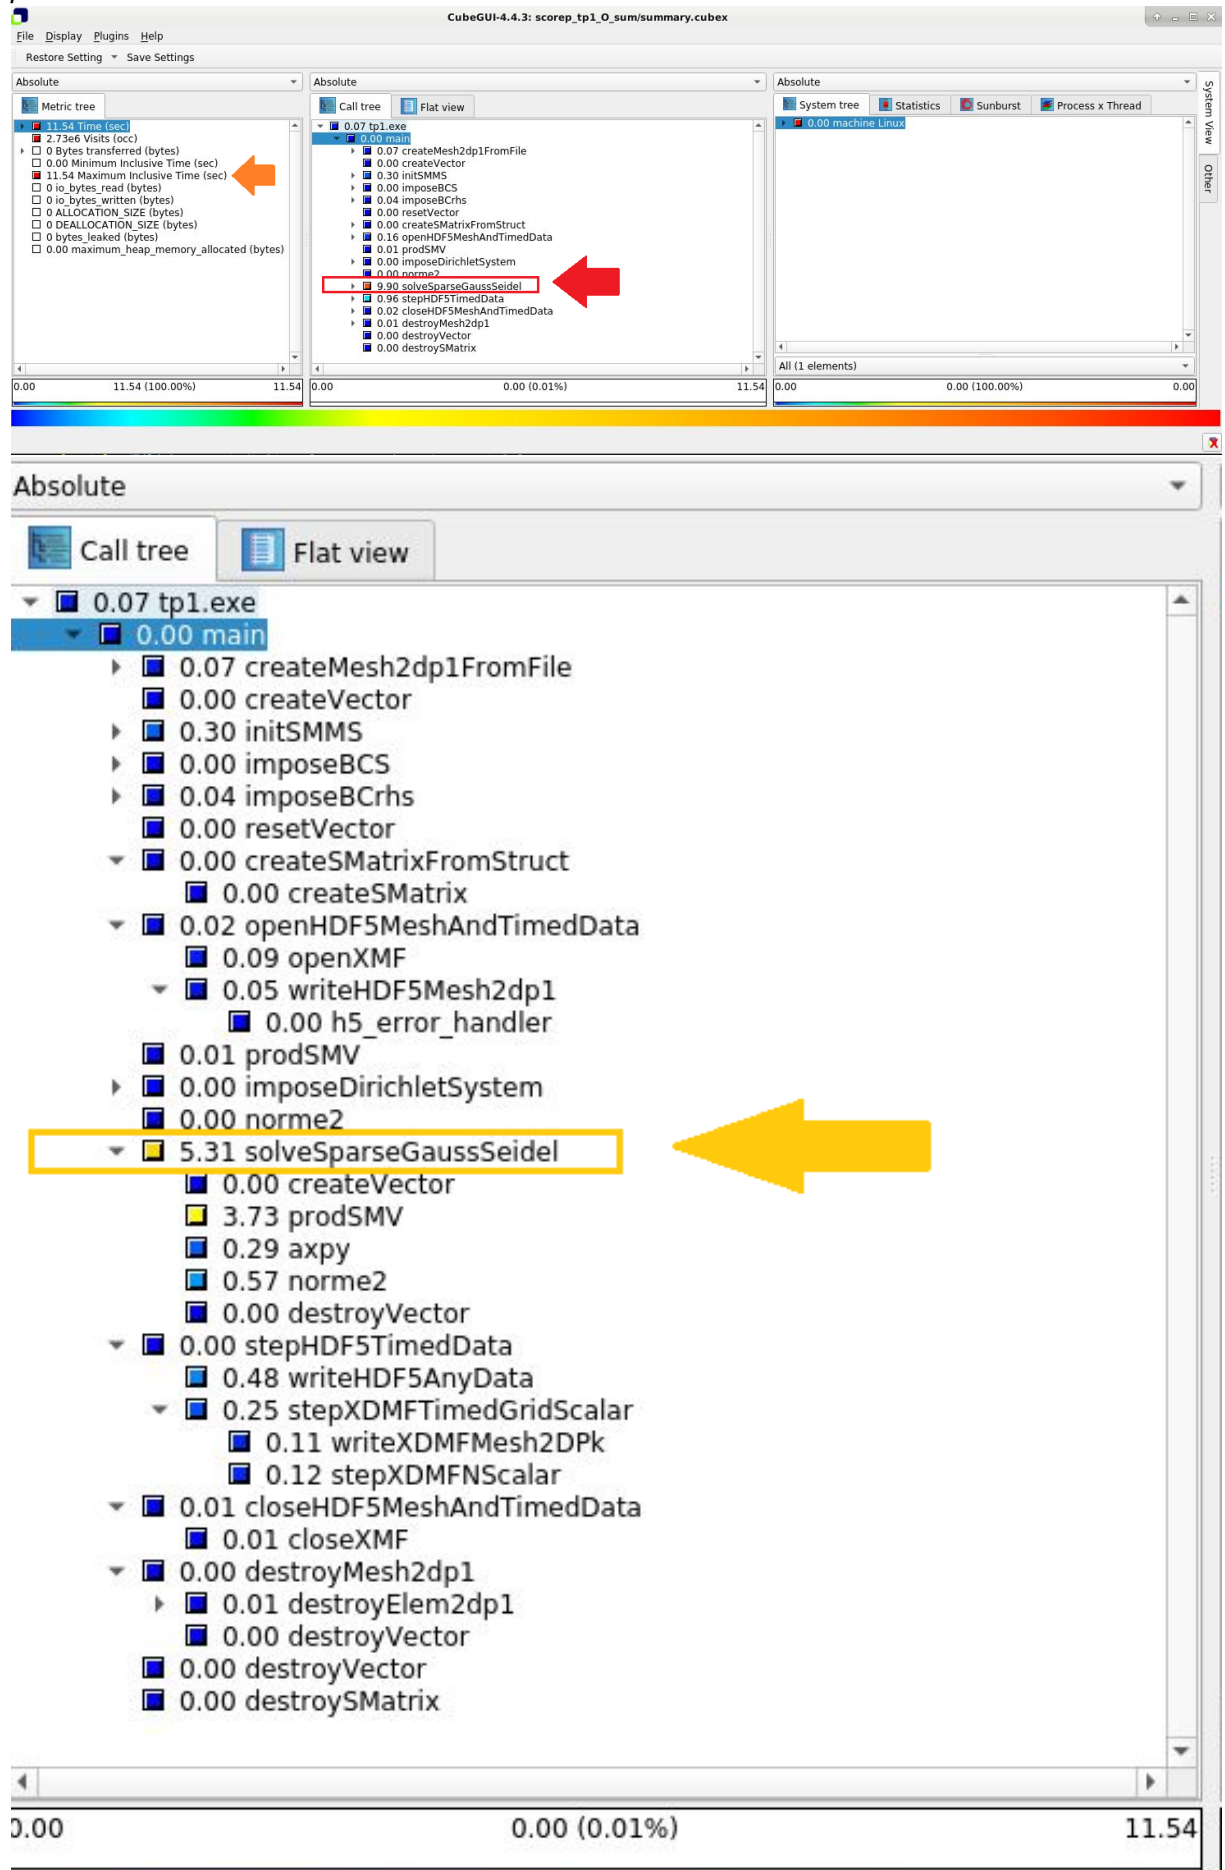 CubeGUI-4.4.3: scorep_tp1_O_sum/summary.cubex
File Display Plugins Help
Restore Setting Save Settings
Absolute
Metric tree
11.54 Time (sec)
2.73e6 Visits (occ)
0 Bytes transferred (bytes)
0.00 Minimum Inclusive Time (sec)
11.54 Maximum Inclusive Time (sec)
0 io_bytes_read (bytes)
0 io_bytes_written (bytes)
0 ALLOCATION_SIZE (bytes)
0 DEALLOCATION_SIZE (bytes)
0 bytes_leaked (bytes)
0.00 maximum_heap_memory_allocated (bytes)
0.00 11.54 (100.00%) 11.54
Absolute
Call tree Flat view
0.07 tp1.exe
0.00 main
0.07 createMesh2dp1FromFile
0.00 createVector
0.30 initSMMS
0.00 imposeBCS
0.04 imposeBCrhs
0.00 resetVector
0.00 createSMatrixFromStruct
0.16 openHDF5MeshAndTimedData
0.01 prodSMV
0.00 imposeDirichletSystem
0.00 norme2
9.90 solveSparseGaussSeidel
0.96 stepHDF5TimedData
0.02 closeHDF5MeshAndTimedData
0.01 destroyMesh2dp1
0.00 destroyVector
0.00 destroySMatrix
0.00 0.00 (0.01%) 11.54
Absolute
System tree Statistics Sunburst Process x Thread
0.00 machine Linux
All (1 elements)
0.00 0.00 (100.00%) 0.00
System View
Other
Absolute
Call tree Flat view
0.07 tp1.exe
0.00 main
0.07 createMesh2dp1FromFile
0.00 createVector
0.30 initSMMS
0.00 imposeBCS
0.04 imposeBCrhs
0.00 resetVector
0.00 createSMatrixFromStruct
0.00 createSMatrix
0.02 openHDF5MeshAndTimedData
0.09 openXMF
0.05 writeHDF5Mesh2dp1
0.00 h5_error_handler
0.01 prodSMV
0.00 imposeDirichletSystem
0.00 norme2
5.31 solveSparseGaussSeidel
0.00 createVector
3.73 prodSMV
0.29 axpy
0.57 norme2
0.00 destroyVector
0.00 stepHDF5TimedData
0.48 writeHDF5AnyData
0.25 stepXDMFTimedGridScalar
0.11 writeXDMFMesh2DPk
0.12 stepXDMFNScalar
0.01 closeHDF5MeshAndTimedData
0.01 closeXMF
0.00 destroyMesh2dp1
0.01 destroyElem2dp1
0.00 destroyVector
0.00 destroyVector
0.00 destroySMatrix
0.00 0.00 (0.01%) 11.54